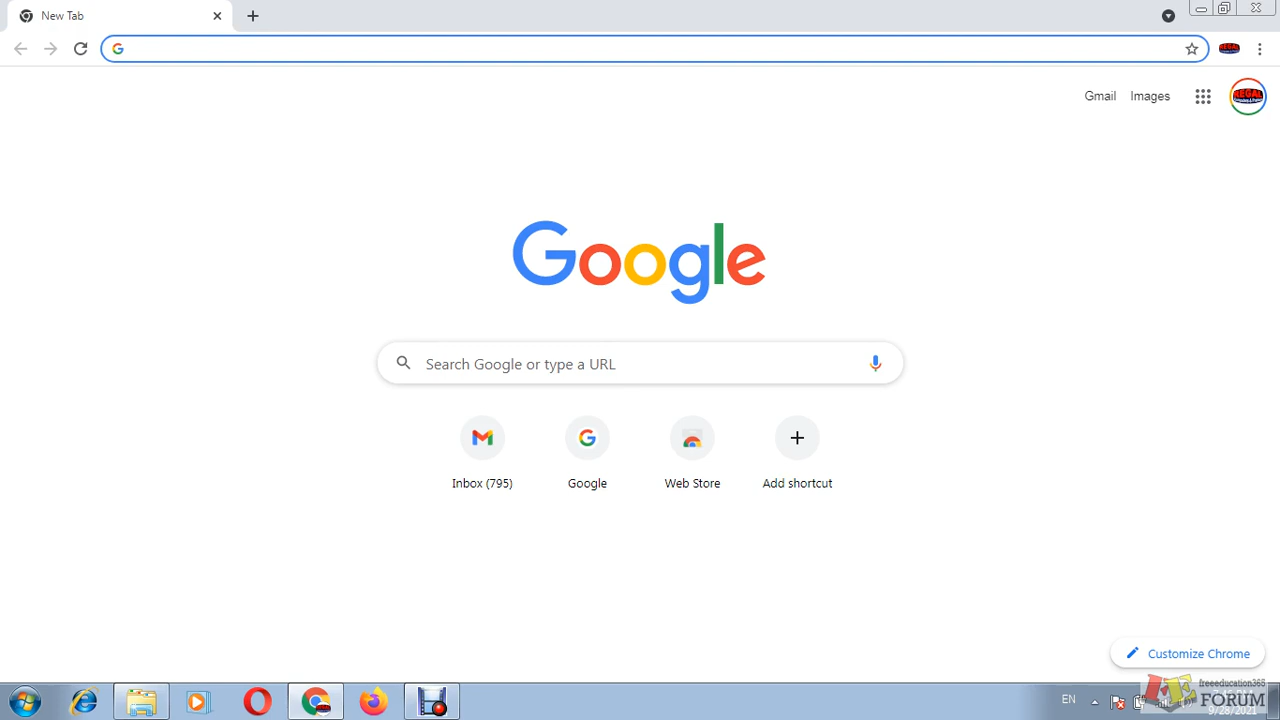 New Tab
Gmail
Images
REGAL
Google
Search Google or type a URL
Inbox (795)
Google
Web Store
Add shortcut
Customize Chrome
EN
freeeducation365
FORUM
9/28/2021